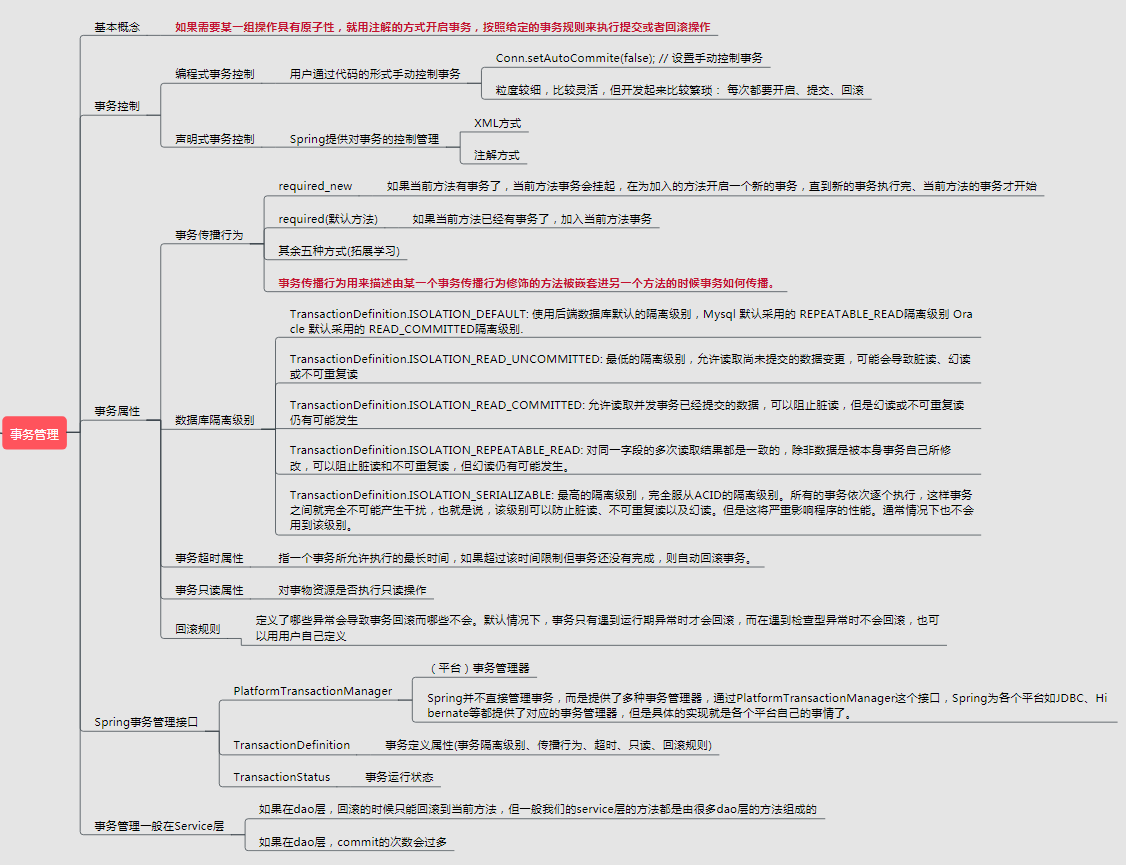 基本概念
如果需要某一组操作具有原子性，就用注解的方式开启事务，按照给定的事务规则来执行提交或者回滚操作
事务控制
编程式事务控制
用户通过代码的形式手动控制事务
Conn.setAutoCommite(false); // 设置手动控制事务
粒度较细，比较灵活，但开发起来比较繁琐： 每次都要开启、提交、回滚
声明式事务控制
Spring提供对事务的控制管理
XML方式
注解方式
事务管理
事务属性
事务传播行为
required_new
如果当前方法有事务了，当前方法事务会挂起，在为加入的方法开启一个新的事务，直到新的事务执行完、当前方法的事务才开始
required(默认方法)
如果当前方法已经有事务了，加入当前方法事务
其余五种方式(拓展学习)
事务传播行为用来描述由某一个事务传播行为修饰的方法被嵌套进另一个方法的时候事务如何传播。
数据库隔离级别
TransactionDefinition.ISOLATION_DEFAULT: 使用后端数据库默认的隔离级别，Mysql 默认采用的 REPEATABLE_READ隔离级别 Ora
cle 默认采用的 READ_COMMITTED隔离级别.
TransactionDefinition.ISOLATION_READ_UNCOMMITTED: 最低的隔离级别，允许读取尚未提交的数据变更，可能会导致脏读、幻读
或不可重复读
TransactionDefinition.ISOLATION_READ_COMMITTED: 允许读取并发事务已经提交的数据，可以阻止脏读，但是幻读或不可重复读
仍有可能发生
TransactionDefinition.ISOLATION_REPEATABLE_READ: 对同一字段的多次读取结果都是一致的，除非数据是被本身事务自己所修
改，可以阻止脏读和不可重复读，但幻读仍有可能发生。
TransactionDefinition.ISOLATION_SERIALIZABLE: 最高的隔离级别，完全服从ACID的隔离级别。所有的事务依次逐个执行，这样事务
之间就完全不可能产生干扰，也就是说，该级别可以防止脏读、不可重复读以及幻读。但是这将严重影响程序的性能。通常情况下也不会
用到该级别。
事务超时属性
指一个事务所允许执行的最长时间，如果超过该时间限制但事务还没有完成，则自动回滚事务。
事务只读属性
对事物资源是否执行只读操作
回滚规则
定义了哪些异常会导致事务回滚而哪些不会。默认情况下，事务只有遇到运行期异常时才会回滚，而在遇到检查型异常时不会回滚，也可
以用用户自己定义
Spring事务管理接口
PlatformTransactionManager
（平台）事务管理器
Spring并不直接管理事务，而是提供了多种事务管理器，通过PlatformTransactionManager这个接口，Spring为各个平台如JDBC、Hi
bernate等都提供了对应的事务管理器，但是具体的实现就是各个平台自己的事情了。
TransactionDefinition
事务定义属性(事务隔离级别、传播行为、超时、只读、回滚规则)
TransactionStatus
事务运行状态
事务管理一般在Service层
如果在dao层，回滚的时候只能回滚到当前方法，但一般我们的service层的方法都是由很多dao层的方法组成的
如果在dao层，commit的次数会过多